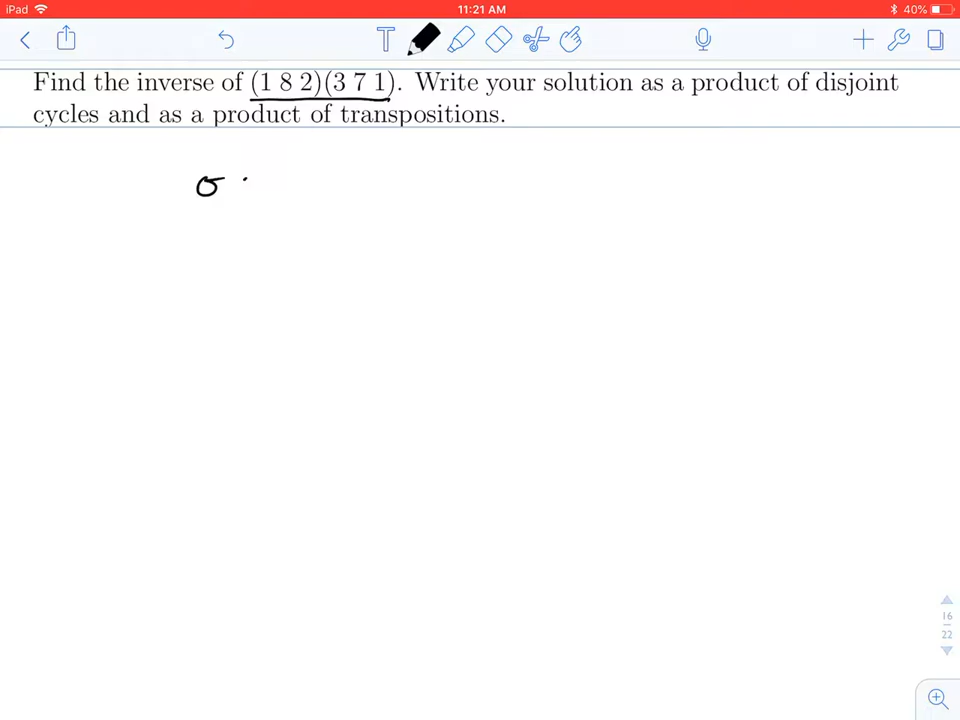 iPad 11:21 AM 40%
T
Find the inverse of (1 8 2)(3 7 1). Write your solution as a product of disjoint
cycles and as a product of transpositions.
σ
16
22